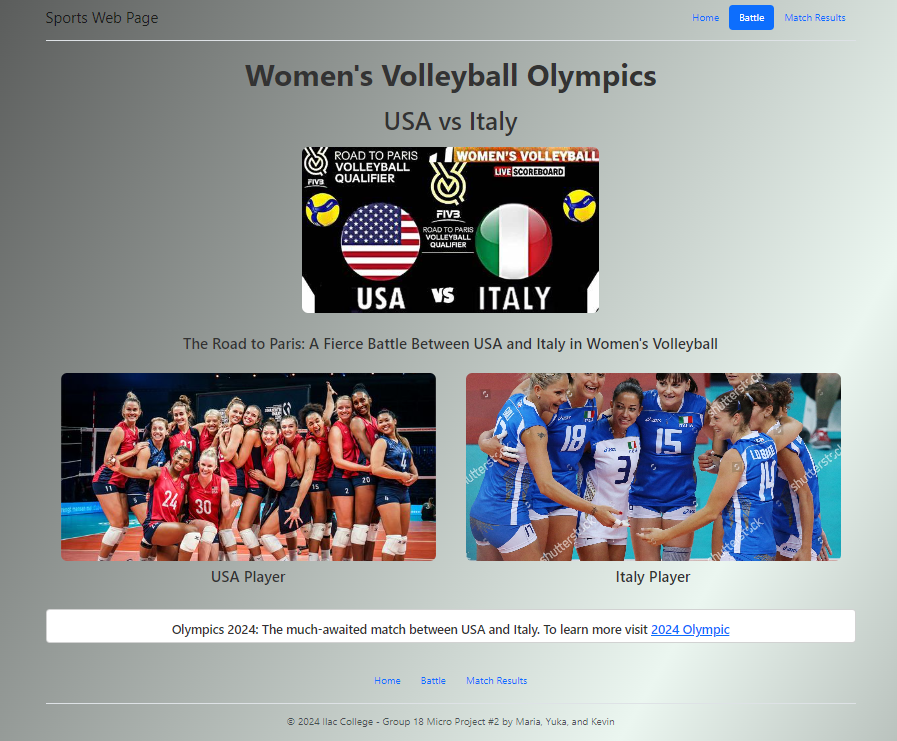 Sports Web Page
Home Battle Match Results
Women's Volleyball Olympics
USA vs Italy
ROAD TO PARIS
VOLLEYBALL
QUALIFIER
FIVB
WOMEN'S VOLLEYBALL
LIVE SCOREBOARD
FIVB
ROAD TO PARIS
VOLLEYBALL
QUALIFIER
USA VS ITALY
The Road to Paris: A Fierce Battle Between USA and Italy in Women's Volleyball
11
21
24
30
15
2
20
4
18
3
15
14
17
shutterstock
USA Player
Italy Player
Olympics 2024: The much-awaited match between USA and Italy. To learn more visit 2024 Olympic
Home Battle Match Results
© 2024 Ilac College - Group 18 Micro Project #2 by Maria, Yuka, and Kevin